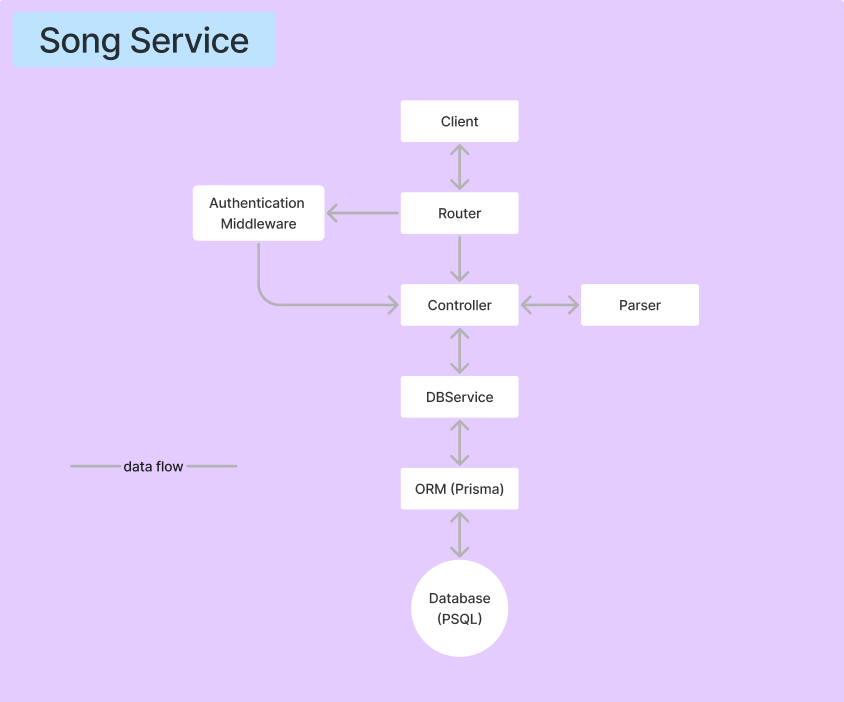 Song Service
Client
Authentication
Middleware
Router
Controller
Parser
DBService
data flow
ORM (Prisma)
Database
(PSQL)